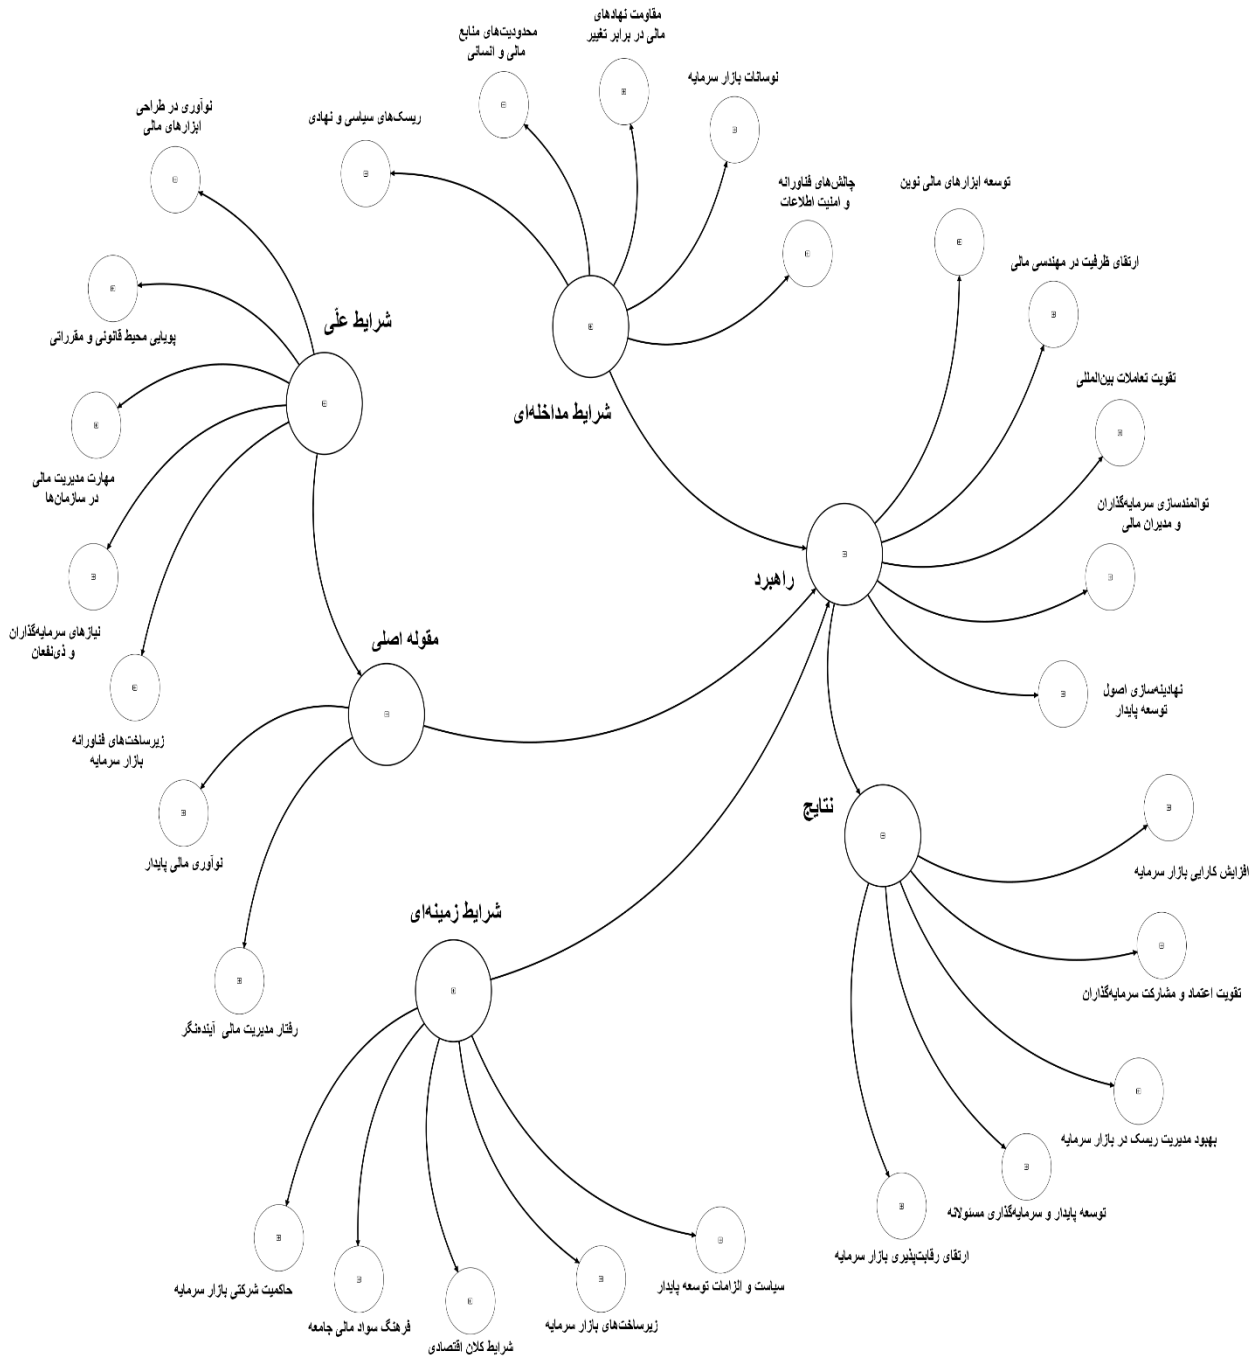 مقاومت نهادهای
مالی در برابر تغییر
محدودیت‌های منابع
مالی و انسانی
نوسانات بازار سرمایه
ریسک‌های سیاسی و نهادی
چالش‌های فناورانه
و امنیت اطلاعات
شرایط مداخله‌ای
نوآوری در طراحی
ابزارهای مالی
پویایی محیط قانونی و مقرراتی
شرایط علّی
مهارت مدیریت مالی
در سازمان‌ها
نیازهای سرمایه‌گذاران
و ذی‌نفعان
زیرساخت‌های فناورانه
بازار سرمایه
توسعه ابزارهای مالی نوین
ارتقای ظرفیت در مهندسی مالی
تقویت تعاملات بین‌المللی
توانمندسازی سرمایه‌گذاران
و مدیران مالی
راهبرد
نهادینه‌سازی اصول
توسعه پایدار
مقوله اصلی
نوآوری مالی پایدار
رفتار مدیریت مالی آینده‌نگر
نتایج
افزایش کارایی بازار سرمایه
تقویت اعتماد و مشارکت سرمایه‌گذاران
بهبود مدیریت ریسک در بازار سرمایه
توسعه پایدار و سرمایه‌گذاری مسئولانه
ارتقای رقابت‌پذیری بازار سرمایه
شرایط زمینه‌ای
سیاست و الزامات توسعه پایدار
زیرساخت‌های بازار سرمایه
شرایط کلان اقتصادی
فرهنگ سواد مالی جامعه
حاکمیت شرکتی بازار سرمایه